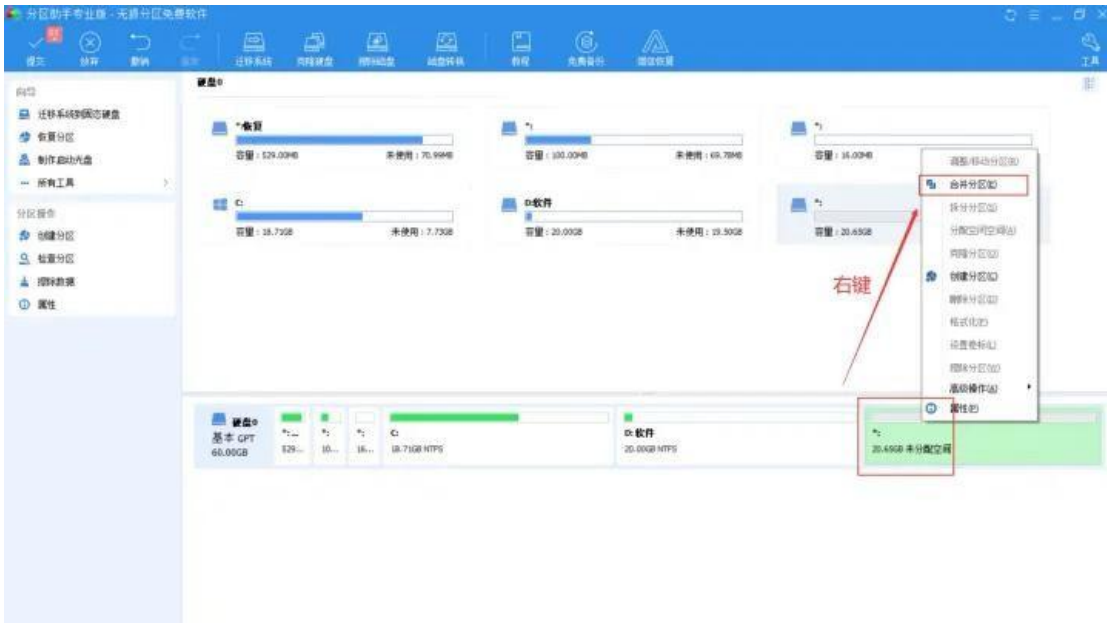 分区助手专业版 - 无损分区免费软件
提交 放弃 撤销 迁移系统 克隆硬盘 擦除磁盘 磁盘转换 教程 免费备份 工具
向导
迁移系统到固态硬盘
恢复分区
制作启动光盘
所有工具
分区操作
创建分区
检查分区
擦除数据
属性
硬盘0
*:恢复
容量：529.00MB 未使用：70.99MB
*:
容量：100.00MB 未使用：69.78MB
*:
容量：16.00MB
C:
容量：18.71GB 未使用：7.73GB
D:软件
容量：20.00GB 未使用：19.50GB
*:
容量：20.65GB
调整/移动分区(R)
合并分区(E)
拆分分区(S)
分配空闲空间(A)
克隆分区(O)
创建分区(C)
删除分区(D)
格式化(F)
设置卷标(L)
擦除分区(W)
高级操作(A)
属性(P)
右键
硬盘0
基本 GPT
60.00GB
*:...
529...
*:
10...
*:
16...
C:
18.71GB NTFS
D:软件
20.00GB NTFS
*:
20.65GB 未分配空间